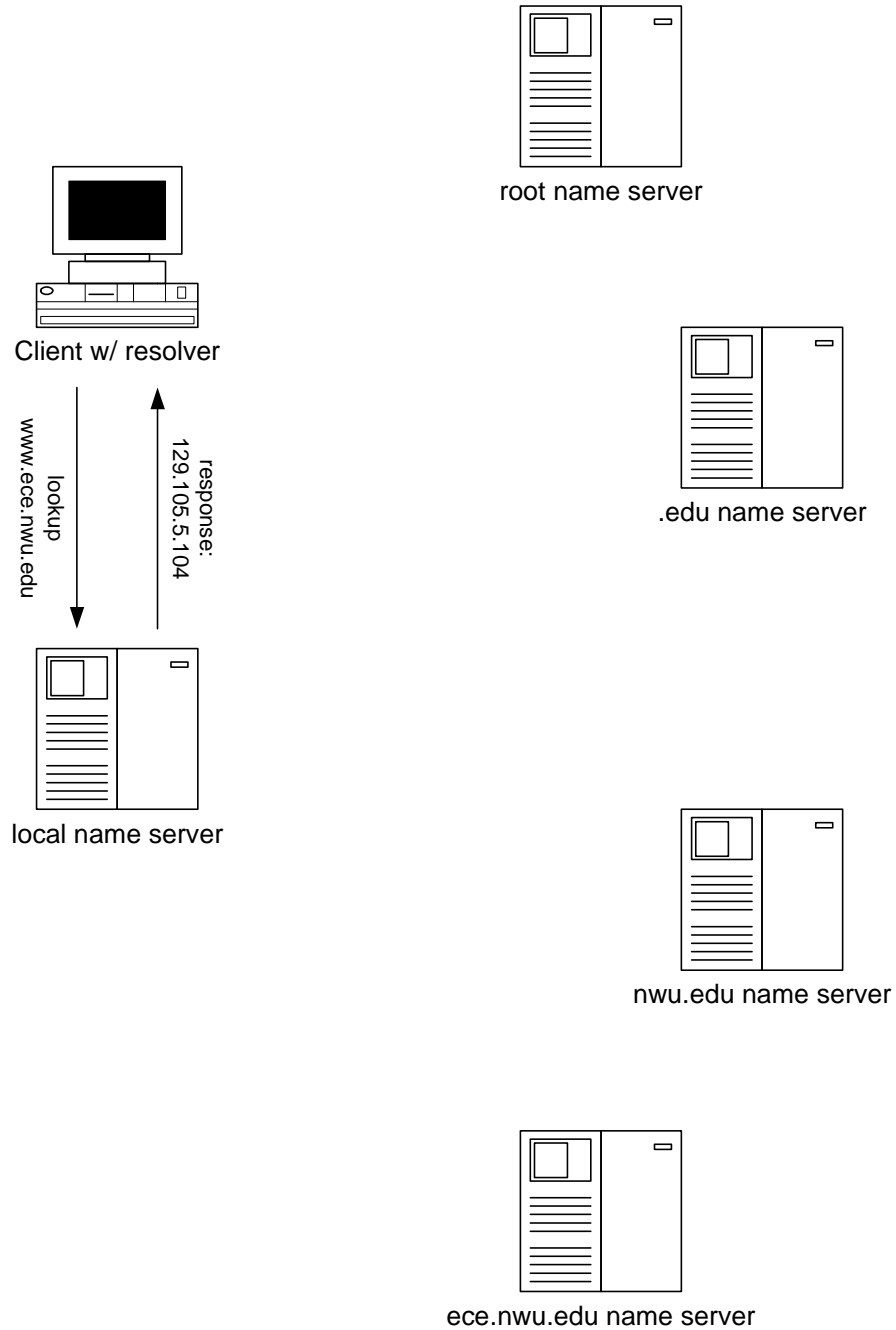 root name server
Client w/ resolver
lookup
www.ece.nwu.edu
response:
129.105.5.104
.edu name server
local name server
nwu.edu name server
ece.nwu.edu name server